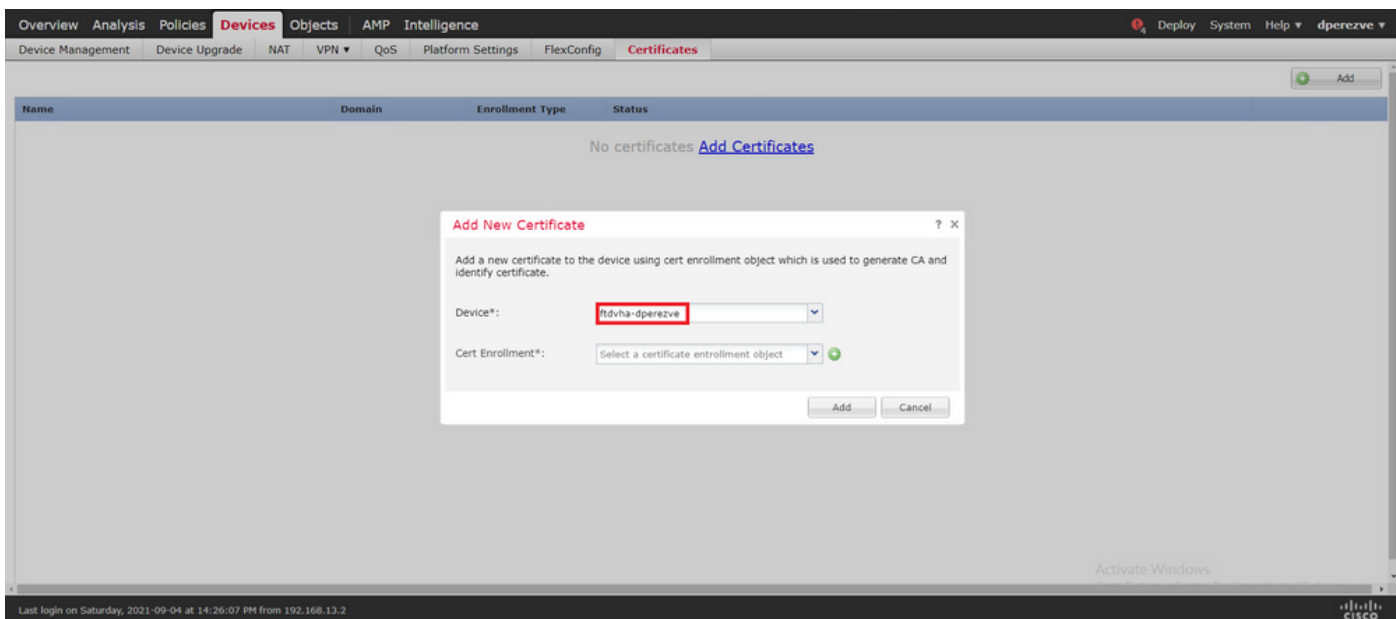 Overview Analysis Policies Devices Objects AMP Intelligence 4 Deploy System Help dperezve
Device Management Device Upgrade NAT VPN QoS Platform Settings FlexConfig Certificates
Add
Name Domain Enrollment Type Status
No certificates Add Certificates
Add New Certificate ? X
Add a new certificate to the device using cert enrollment object which is used to generate CA and
identify certificate.
Device*: ftdvha-dperezve
Cert Enrollment*: Select a certificate entrollment object
Add Cancel
Activate Windows
Last login on Saturday, 2021-09-04 at 14:26:07 PM from 192.168.13.2
CISCO